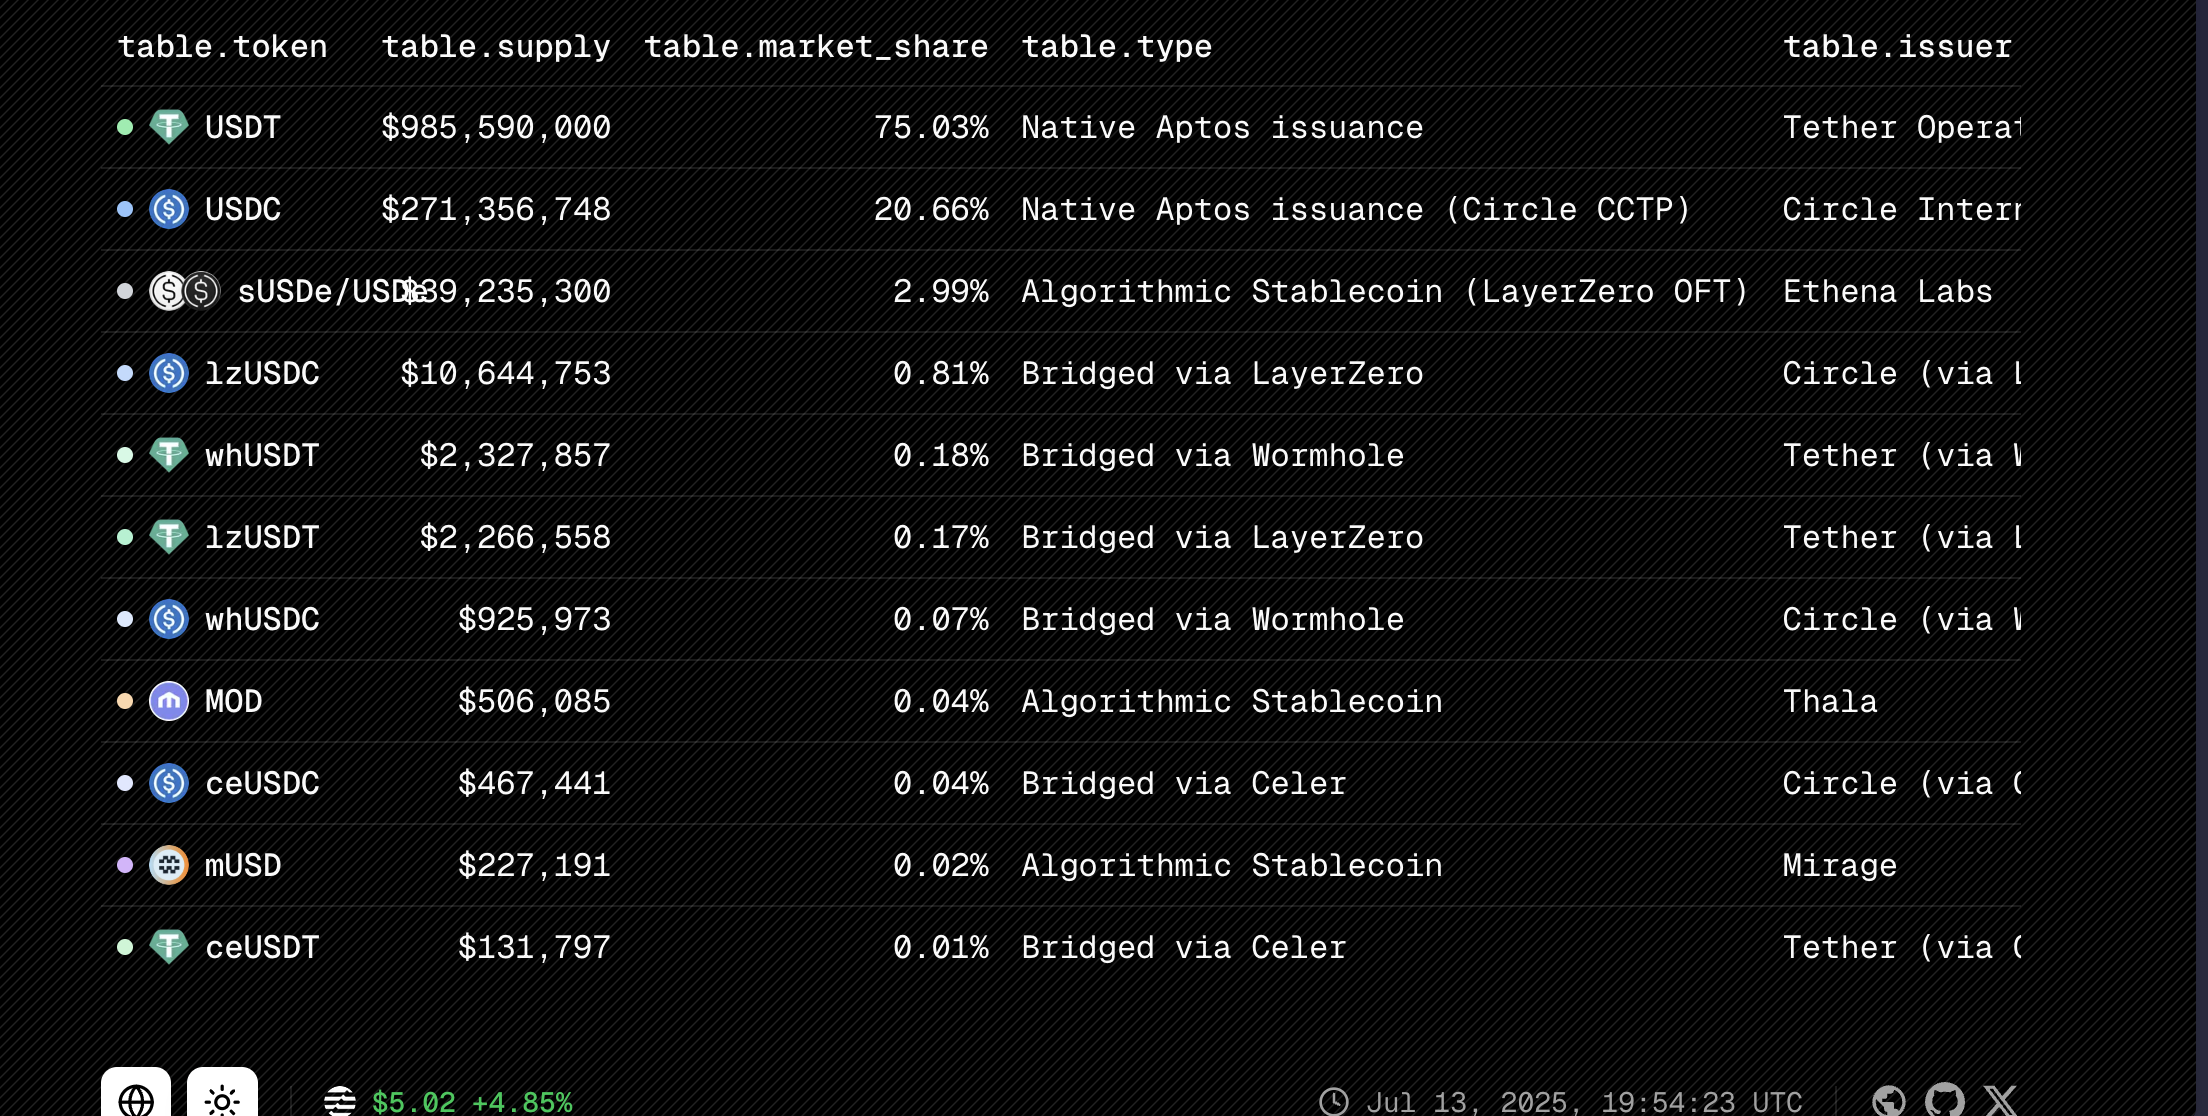 table.token table.supply table.market_share table.type table.issuer
USDT $985,590,000 75.03% Native Aptos issuance Tether Operat
USDC $271,356,748 20.66% Native Aptos issuance (Circle CCTP) Circle Intern
sUSDe/USDe $39,235,300 2.99% Algorithmic Stablecoin (LayerZero OFT) Ethena Labs
lzUSDC $10,644,753 0.81% Bridged via LayerZero Circle (via L
whUSDT $2,327,857 0.18% Bridged via Wormhole Tether (via W
lzUSDT $2,266,558 0.17% Bridged via LayerZero Tether (via L
whUSDC $925,973 0.07% Bridged via Wormhole Circle (via W
MOD $506,085 0.04% Algorithmic Stablecoin Thala
ceUSDC $467,441 0.04% Bridged via Celer Circle (via C
mUSD $227,191 0.02% Algorithmic Stablecoin Mirage
ceUSDT $131,797 0.01% Bridged via Celer Tether (via C
$5.02 +4.85% Jul 13, 2025, 19:54:23 UTC